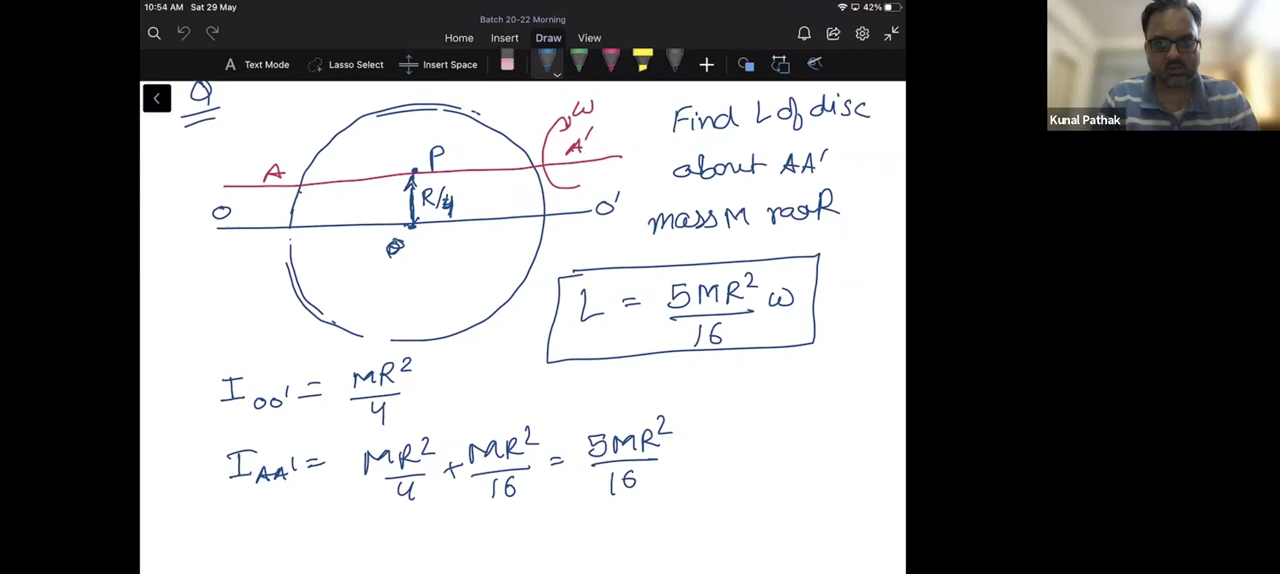 10:54 AM Sat 29 May
42%
Batch 20-22 Morning
Home Insert Draw View
Text Mode Lasso Select Insert Space
Kunal Pathak
Q
ω
A A'
P
R/4
O O'
Find L of disc
about AA'
mass M rad R
L = 5MR²/16 ω
I OO' = MR²/4
I AA' = MR²/4 + MR²/16 = 5MR²/16